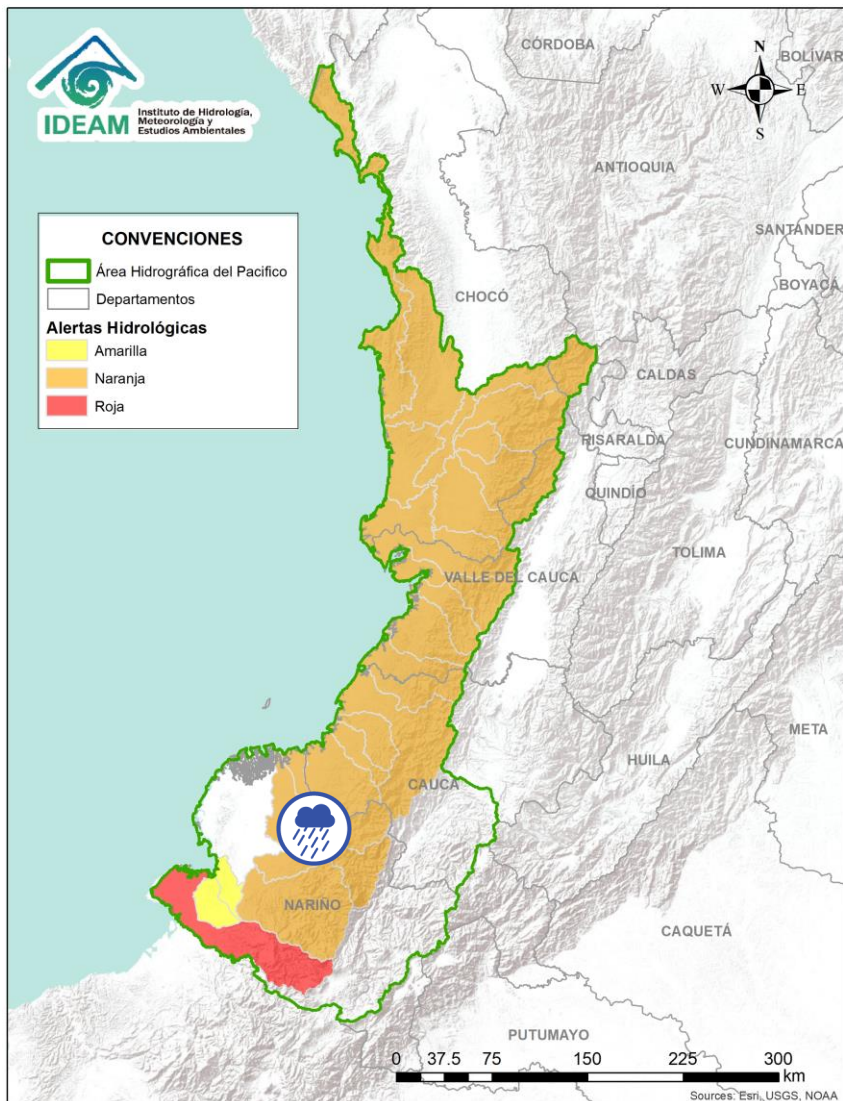 IDEAM
Instituto de Hidrología,
Meteorología y
Estudios Ambientales
CÓRDOBA
BOLÍVAR
N
W
E
S
ANTIOQUIA
SANTANDER
BOYACÁ
CONVENCIONES
Área Hidrográfica del Pacifico
Departamentos
Alertas Hidrológicas
Amarilla
Naranja
Roja
CHOCÓ
CALDAS
RISARALDA
CUNDINAMARCA
QUINDÍO
TOLIMA
VALLE DEL CAUCA
META
HUILA
CAUCA
NARIÑO
CAQUETÁ
PUTUMAYO
0 37.5 75 150 225 300
km
Sources: Esri, USGS, NOAA